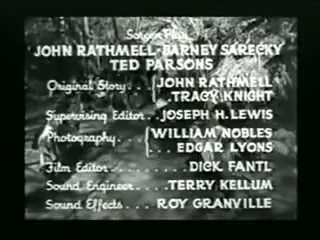 Screen Play
JOHN RATHMELL-BARNEY SARECKY
TED PARSONS
Original Story . . . JOHN RATHMELL
. TRACY KNIGHT
Supervising Editor . . JOSEPH H. LEWIS
Photography . . . . WILLIAM NOBLES
. . . EDGAR LYONS
Film Editor . . . . . . . DICK FANTL
Sound Engineer . . . . TERRY KELLUM
Sound Effects . . . ROY GRANVILLE